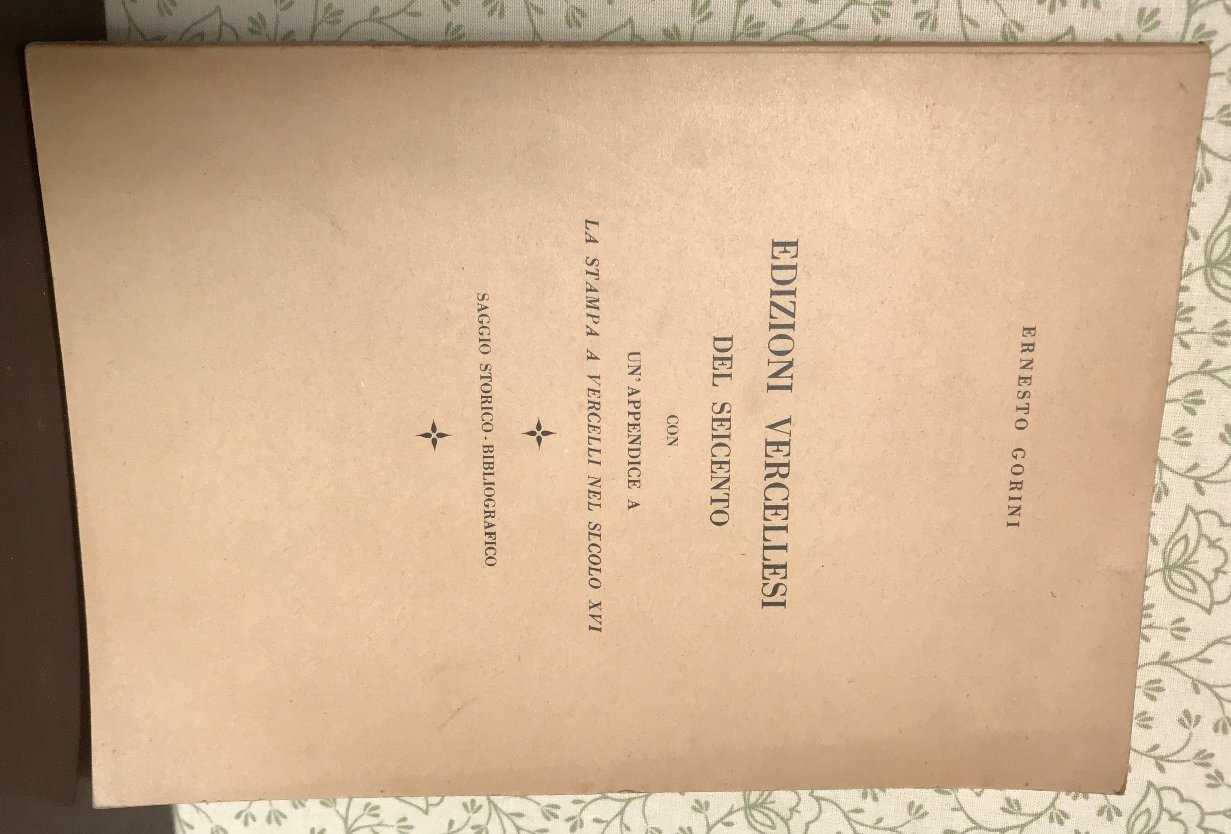 ERNESTO GORINI
EDIZIONI VERCELLESI
DEL SEICENTO
CON
UN' APPENDICE A
LA STAMPA A VERCELLI NEL SECOLO XVI
SAGGIO STORICO - BIBLIOGRAFICO